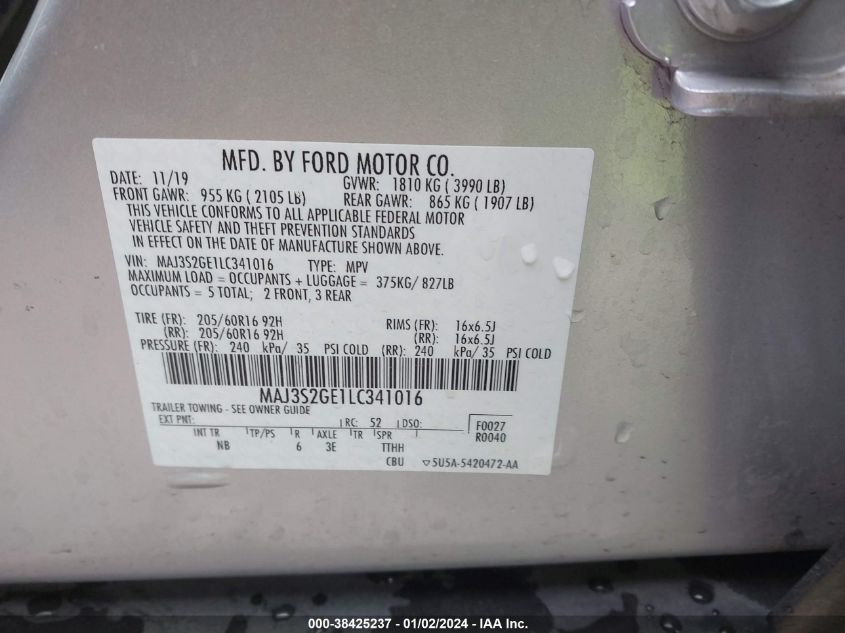 MFD. BY FORD MOTOR CO.
DATE: 11/19 GVWR: 1810 KG ( 3990 LB)
FRONT GAWR: 955 KG ( 2105 LB) REAR GAWR: 865 KG ( 1907 LB)
THIS VEHICLE CONFORMS TO ALL APPLICABLE FEDERAL MOTOR
VEHICLE SAFETY AND THEFT PREVENTION STANDARDS
IN EFFECT ON THE DATE OF MANUFACTURE SHOWN ABOVE.
VIN: MAJ3S2GE1LC341016 TYPE: MPV
MAXIMUM LOAD = OCCUPANTS + LUGGAGE = 375KG/ 827LB
OCCUPANTS = 5 TOTAL; 2 FRONT, 3 REAR
TIRE (FR): 205/60R16 92H RIMS (FR): 16x6.5J
(RR): 205/60R16 92H (RR): 16x6.5J
PRESSURE (FR): 240 kPa/ 35 PSI COLD (RR): 240 kPa/ 35 PSI COLD
MAJ3S2GE1LC341016
TRAILER TOWING - SEE OWNER GUIDE
EXT PNT: RC: 52 DSO: F0027
R0040
INT TR TP/PS R AXLE TR SPR
NB 6 3E TTHH
CBU 5U5A-5420472-AA
000-38425237 - 01/02/2024 - IAA Inc.